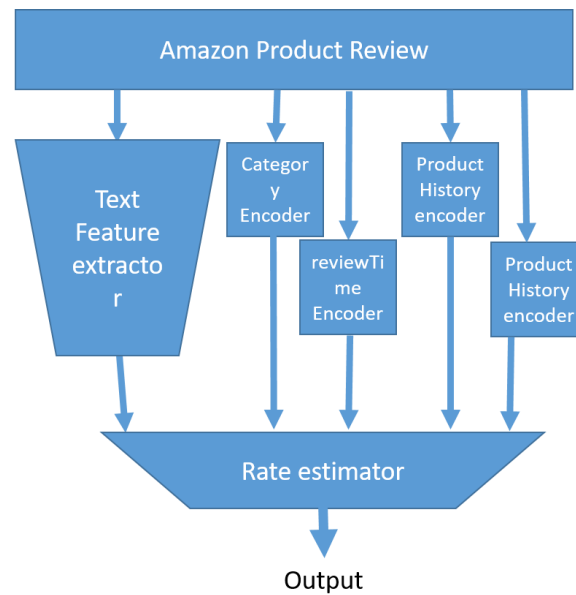 Amazon Product Review
Text
Feature
extracto
r
Categor
y
Encoder
reviewTi
me
Encoder
Product
History
encoder
Product
History
encoder
Rate estimator
Output